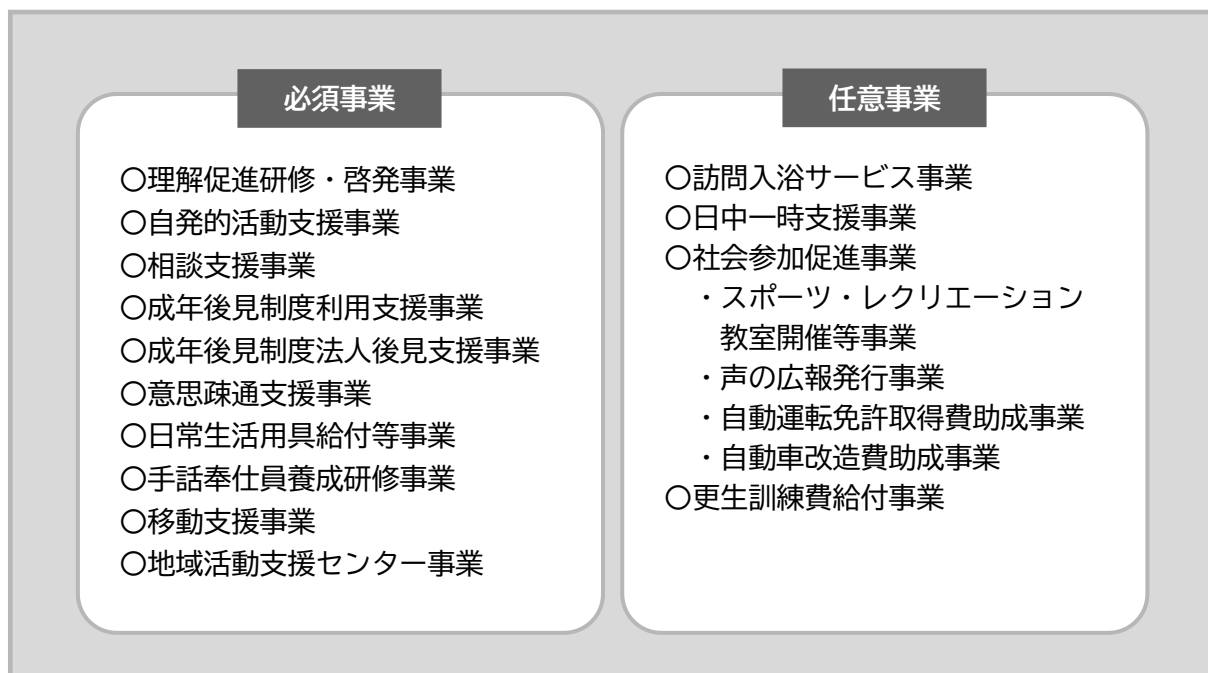 必須事業
〇理解促進研修・啓発事業
〇自発的活動支援事業
〇相談支援事業
〇成年後見制度利用支援事業
〇成年後見制度法人後見支援事業
〇意思疎通支援事業
〇日常生活用具給付等事業
〇手話奉仕員養成研修事業
〇移動支援事業
〇地域活動支援センター事業
任意事業
〇訪問入浴サービス事業
〇日中一時支援事業
〇社会参加促進事業
・スポーツ・レクリエーション
教室開催等事業
・声の広報発行事業
・自動運転免許取得費助成事業
・自動車改造費助成事業
〇更生訓練費給付事業